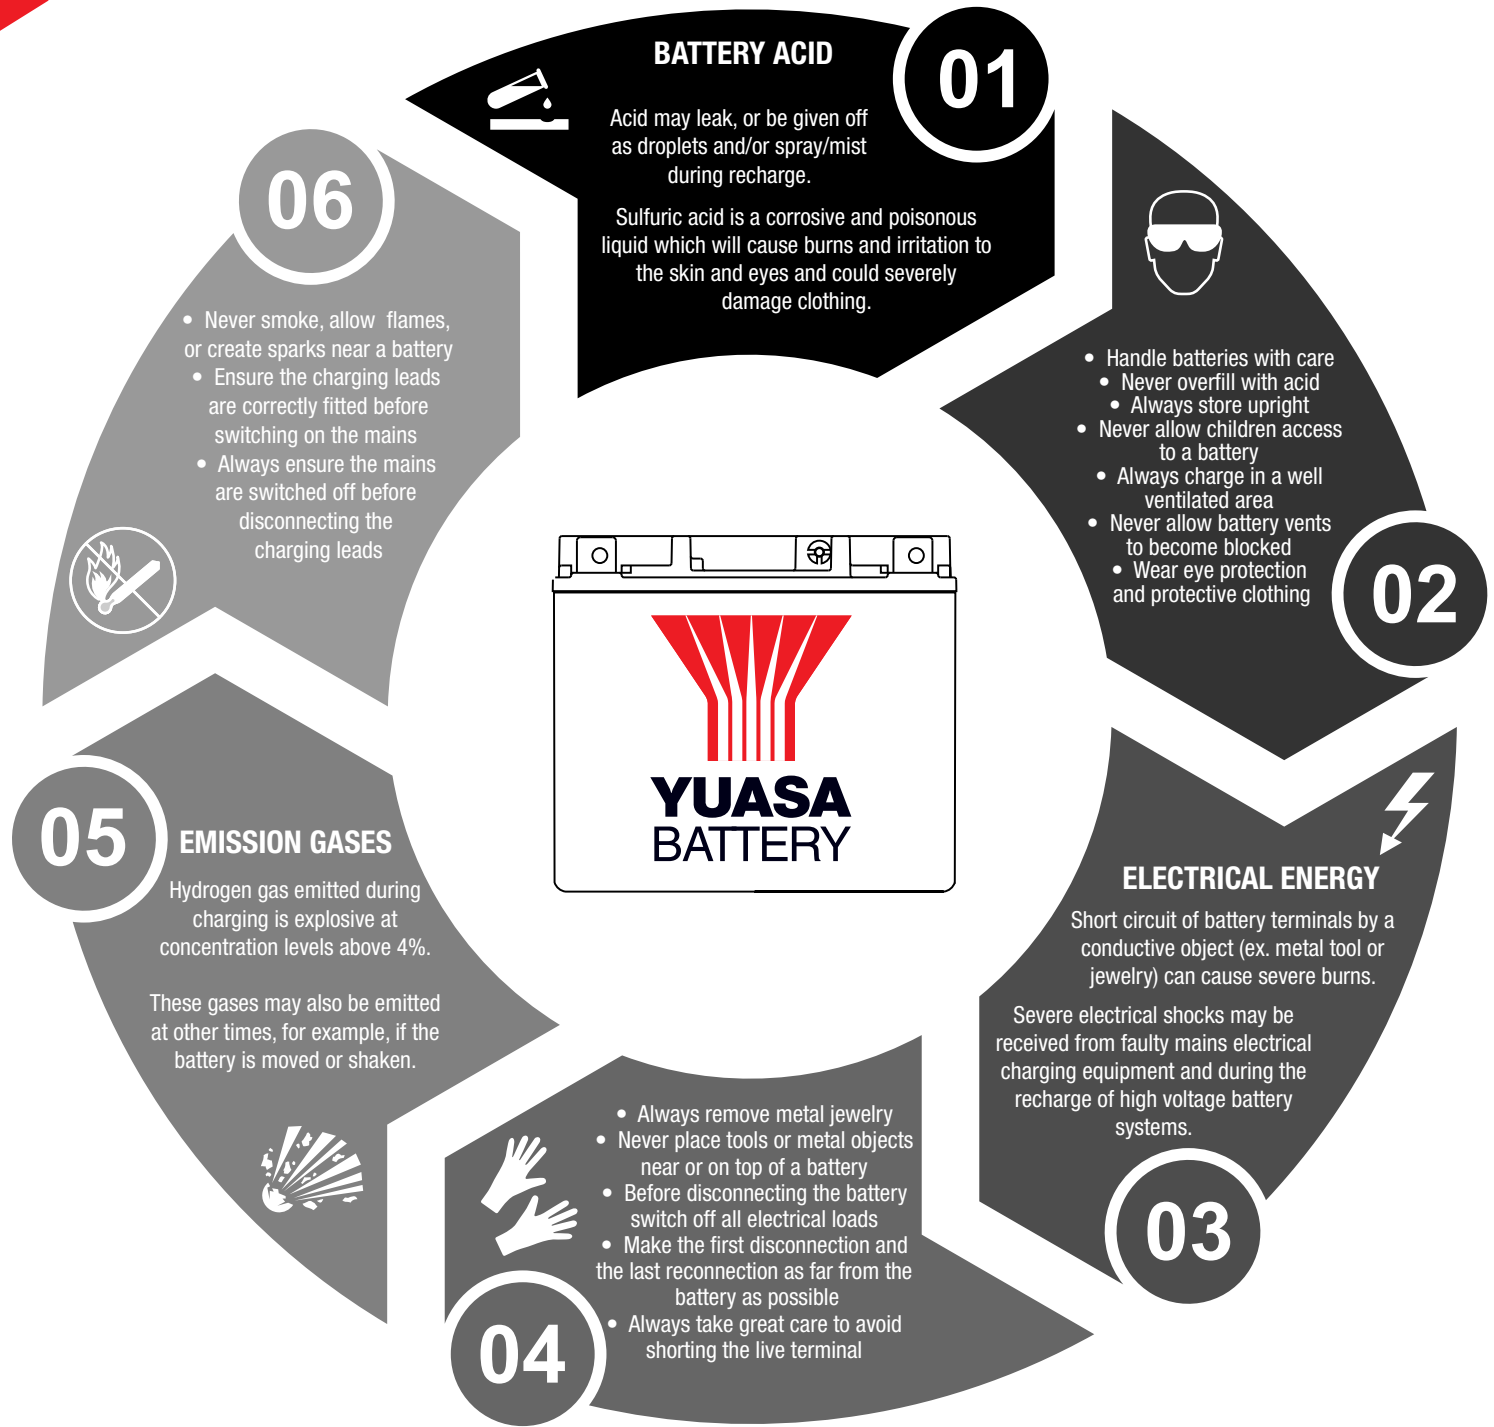 BATTERY ACID
01
Acid may leak, or be given off
as droplets and/or spray/mist
during recharge.
Sulfuric acid is a corrosive and poisonous
liquid which will cause burns and irritation to
the skin and eyes and could severely
damage clothing.
• Handle batteries with care
• Never overfill with acid
• Always store upright
• Never allow children access
to a battery
• Always charge in a well
ventilated area
• Never allow battery vents
to become blocked
• Wear eye protection
and protective clothing
02
ELECTRICAL ENERGY
Short circuit of battery terminals by a
conductive object (ex. metal tool or
jewelry) can cause severe burns.
Severe electrical shocks may be
received from faulty mains electrical
charging equipment and during the
recharge of high voltage battery
systems.
03
• Always remove metal jewelry
• Never place tools or metal objects
near or on top of a battery
• Before disconnecting the battery
switch off all electrical loads
• Make the first disconnection and
the last reconnection as far from the
battery as possible
• Always take great care to avoid
shorting the live terminal
04
05
EMISSION GASES
Hydrogen gas emitted during
charging is explosive at
concentration levels above 4%.
These gases may also be emitted
at other times, for example, if the
battery is moved or shaken.
06
• Never smoke, allow flames,
or create sparks near a battery
• Ensure the charging leads
are correctly fitted before
switching on the mains
• Always ensure the mains
are switched off before
disconnecting the
charging leads
YUASA
BATTERY